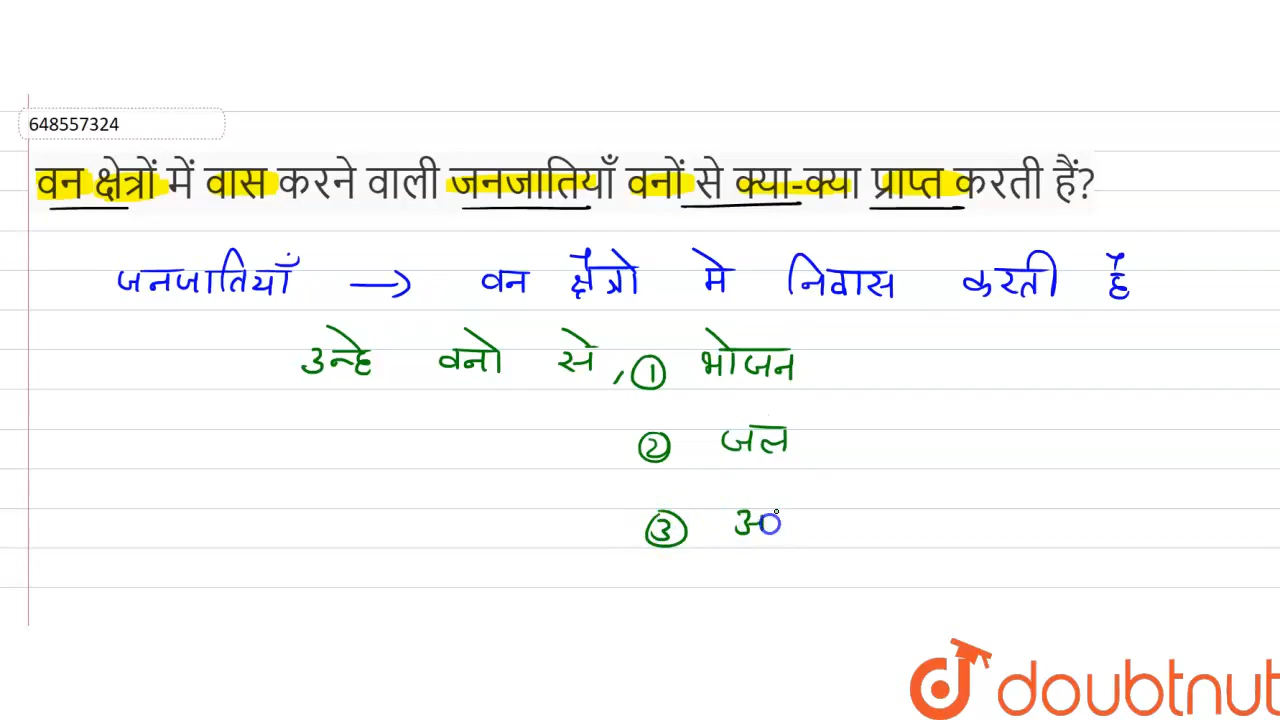 648557324
वन क्षेत्रों में वास करने वाली जनजातियाँ वनों से क्या-क्या प्राप्त करती हैं?
जनजातियाँ → वन क्षेत्रो मे निवास करती है
उन्हे वनो से, ① भोजन
② जल
③
doubtnut